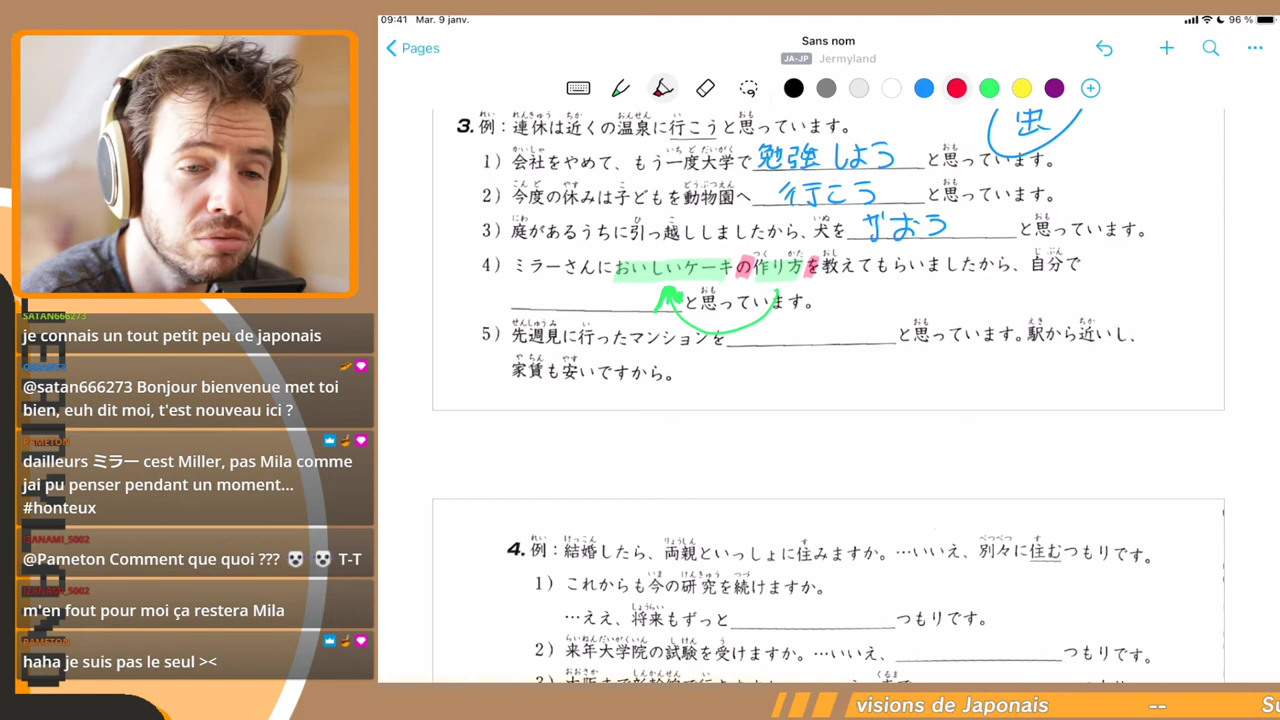 09:41 Mar. 9 janv.
96 %
Pages
Sans nom
JA-JP Jermyland
3. 例：連休は近くの温泉に行こうと思っています。
1）会社をやめて、もう一度大学で 勉強しよう と思っています。
2）今度の休みは子どもを動物園へ 行こう と思っています。
3）庭があるうちに引っ越ししましたから、犬を がおう と思っています。
4）ミラーさんにおいしいケーキの作り方を教えてもらいましたから、自分で
と思っています。
5）先週見に行ったマンションを と思っています。駅から近いし、
家賃も安いですから。
4. 例：結婚したら、両親といっしょに住みますか。…いいえ、別々に住むつもりです。
1）これからも今の研究を続けますか。
…ええ、将来もずっと つもりです。
2）来年大学院の試験を受けますか。…いいえ、 つもりです。
SATAN666273
je connais un tout petit peu de japonais
@satan666273 Bonjour bienvenue met toi
bien, euh dit moi, t'est nouveau ici ?
PAMETON
dailleurs ミラー cest Miller, pas Mila comme
jai pu penser pendant un moment...
#honteux
@Pameton Comment que quoi ??? T-T
m'en fout pour moi ça restera Mila
PAMETON
haha je suis pas le seul ><
visions de Japonais -- Su